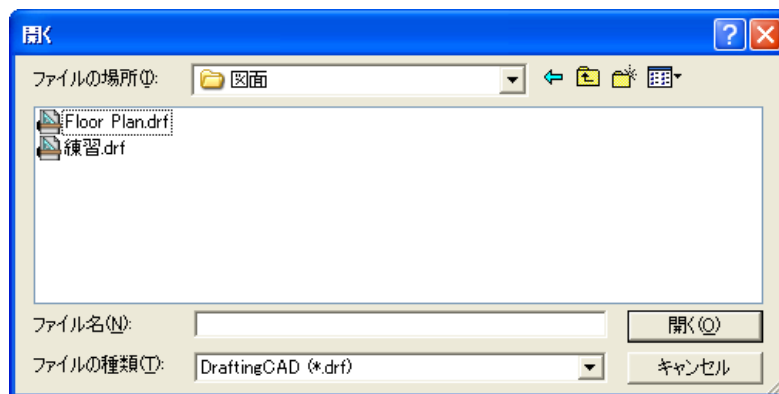 開く
ファイルの場所(I):
図面
Floor Plan.drf
練習.drf
ファイル名(N):
開く(O)
ファイルの種類(T):
DraftingCAD (*.drf)
キャンセル